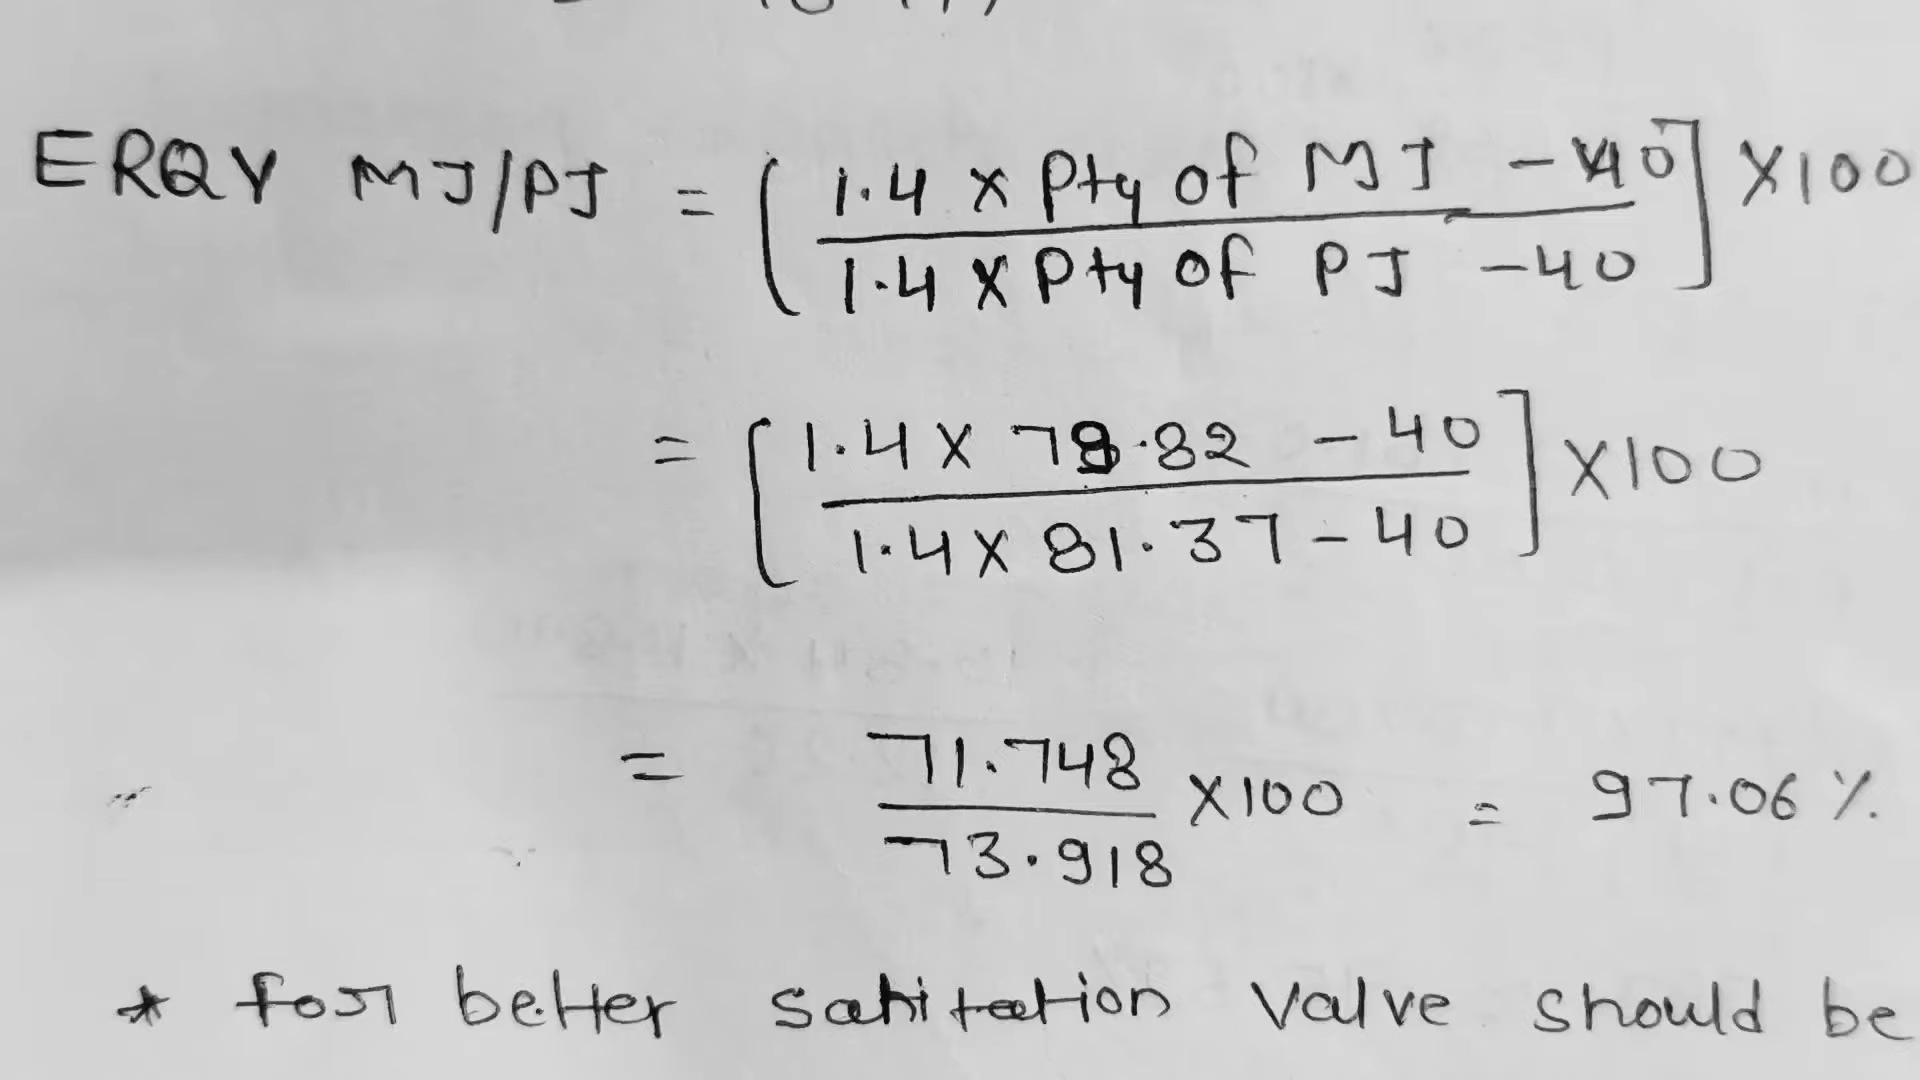 ERQV MJ/PJ = ( 1.4 x Pty of MJ - 40 ] X100
1.4 X Pty of PJ - 40
= [ 1.4 X 79.82 - 40 ] X100
1.4 X 81.37 - 40
= 71.748 X100 = 97.06 %
73.918
* for better sanitation Valve should be